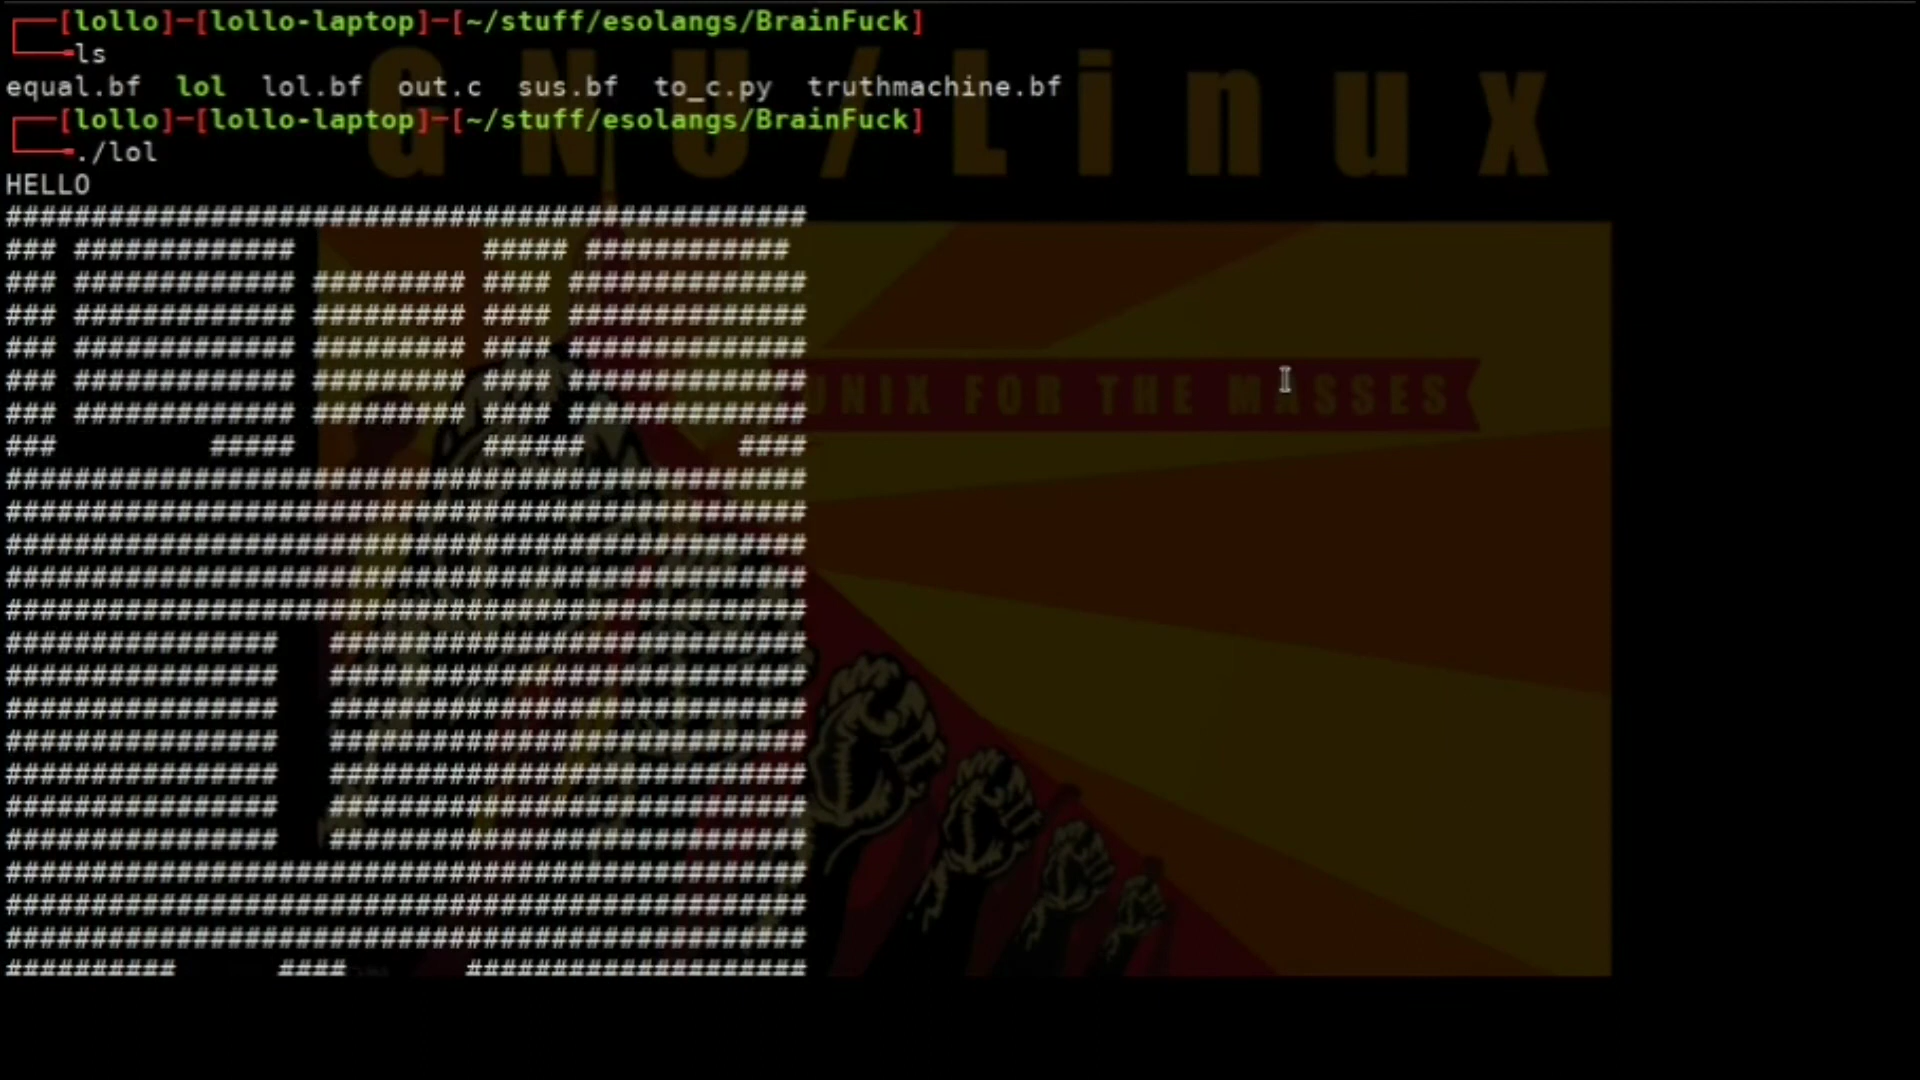 ┌──[lollo]─[lollo-laptop]─[~/stuff/esolangs/BrainFuck]
└──╼ls
equal.bf  lol  lol.bf  out.c  sus.bf  to_c.py  truthmachine.bf
┌──[lollo]─[lollo-laptop]─[~/stuff/esolangs/BrainFuck]
└──╼./lol
HELLO
###############################################
### #############           ##### ############
### ############# ######### #### ##############
### ############# ######### #### ##############
### ############# ######### #### ##############
### ############# ######### #### ##############
### ############# ######### #### ##############
###         #####           ######         ####
###############################################
###############################################
###############################################
###############################################
###############################################
################   ############################
################   ############################
################   ############################
################   ############################
################   ############################
################   ############################
################   ############################
###############################################
###############################################
###############################################
##########      ####       ####################
GNU/Linux
UNIX FOR THE MASSES